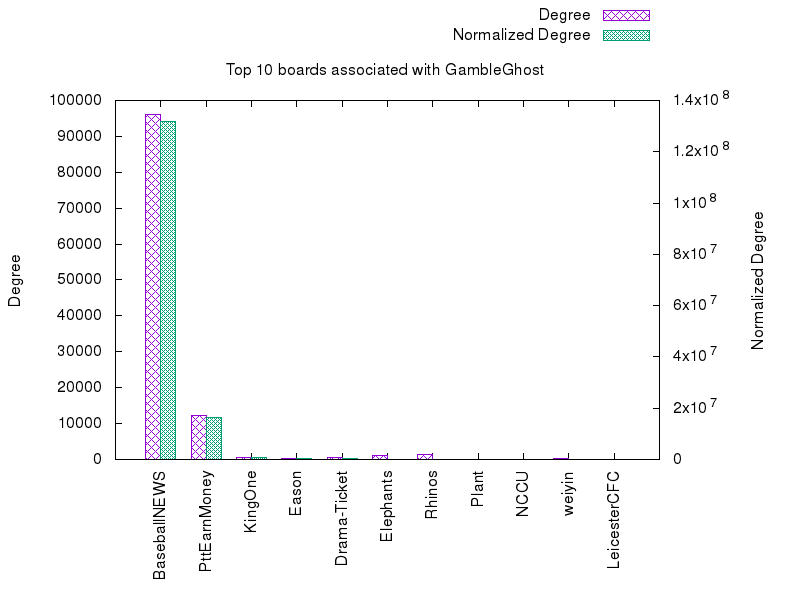 Degree
Normalized Degree
Top 10 boards associated with GambleGhost
100000
90000
80000
70000
60000
50000
40000
30000
20000
10000
0
Degree
1.4x10^8
1.2x10^8
1x10^8
8x10^7
6x10^7
4x10^7
2x10^7
0
Normalized Degree
BaseballNEWS
PttEarnMoney
KingOne
Eason
Drama-Ticket
Elephants
Rhinos
Plant
NCCU
weiyin
LeicesterCFC